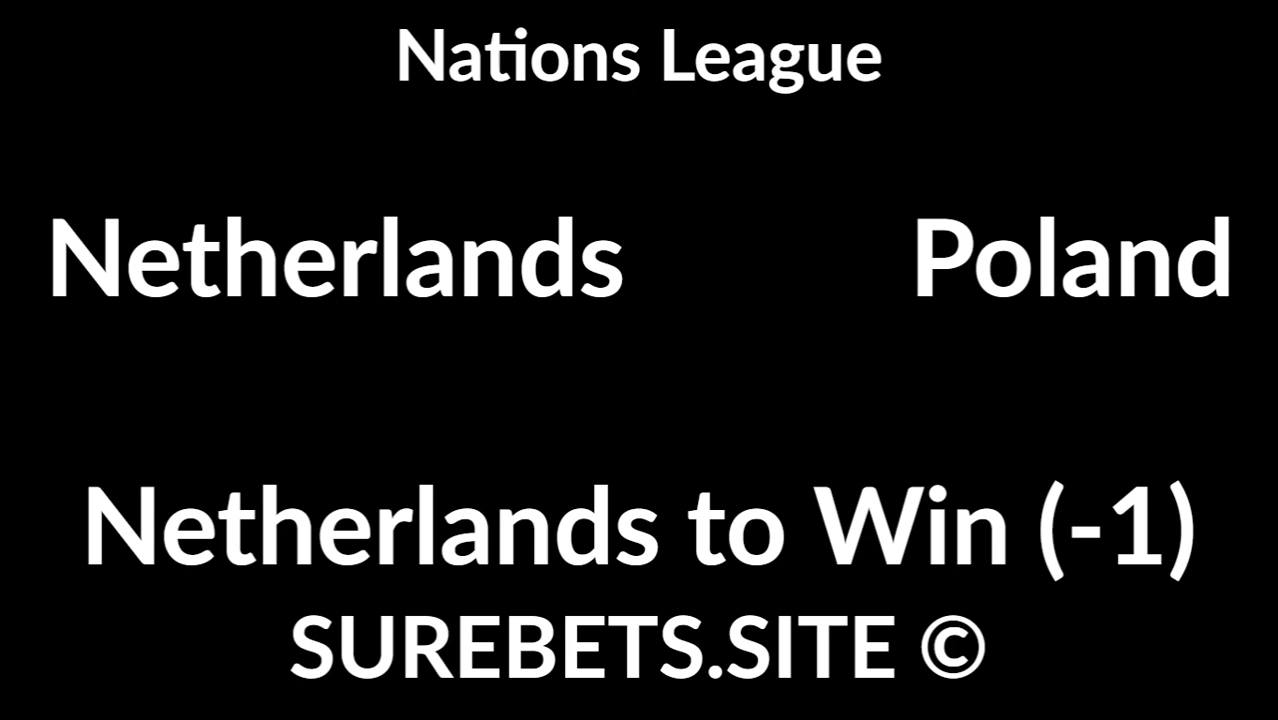 Nations League
Netherlands Poland
Netherlands to Win (-1)
SUREBETS.SITE ©